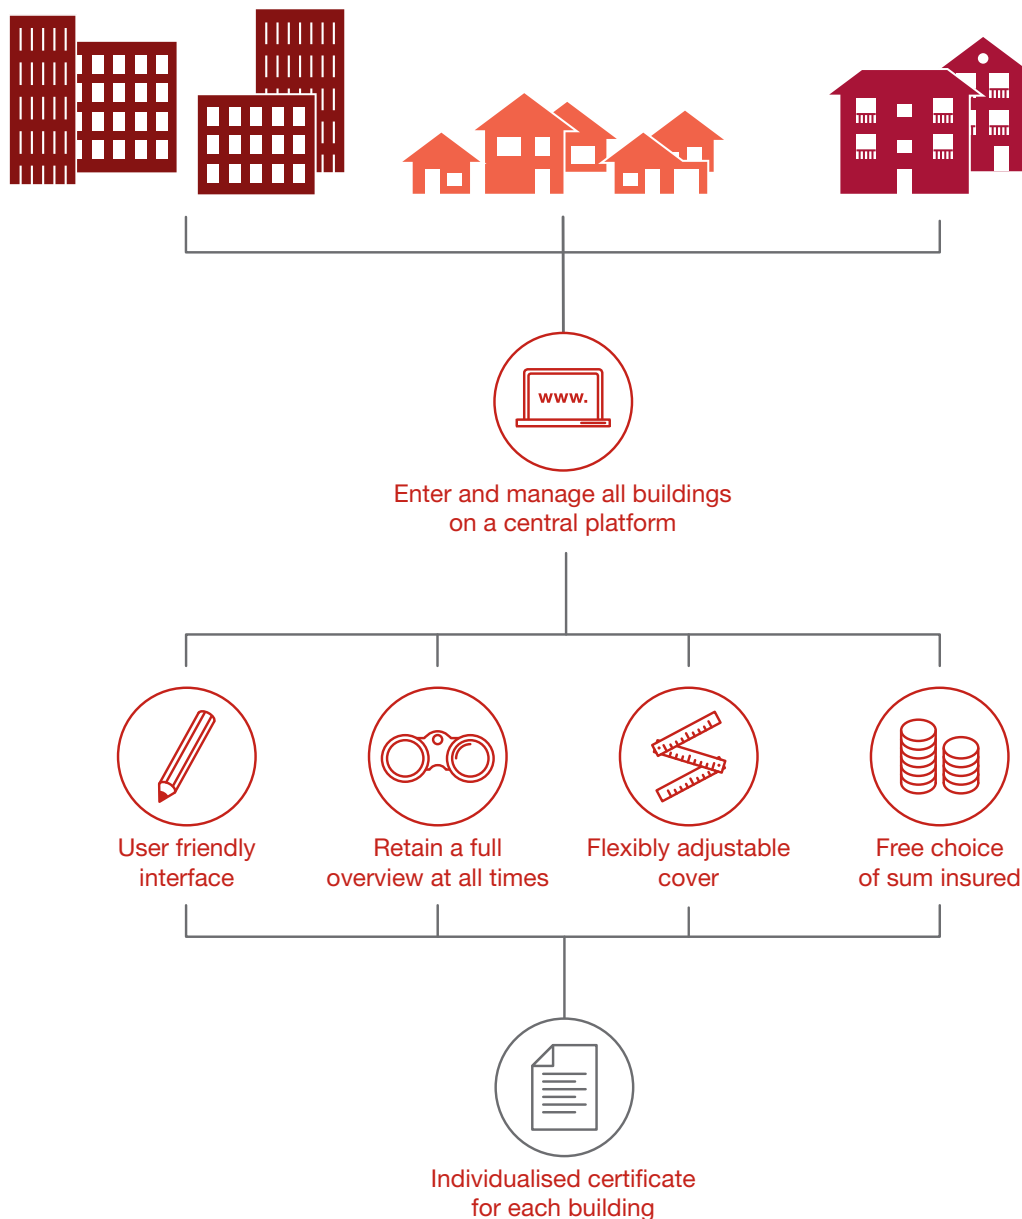 www.
Enter and manage all buildings
on a central platform
User friendly
interface
Retain a full
overview at all times
Flexibly adjustable
cover
Free choice
of sum insured
Individualised certificate
for each building